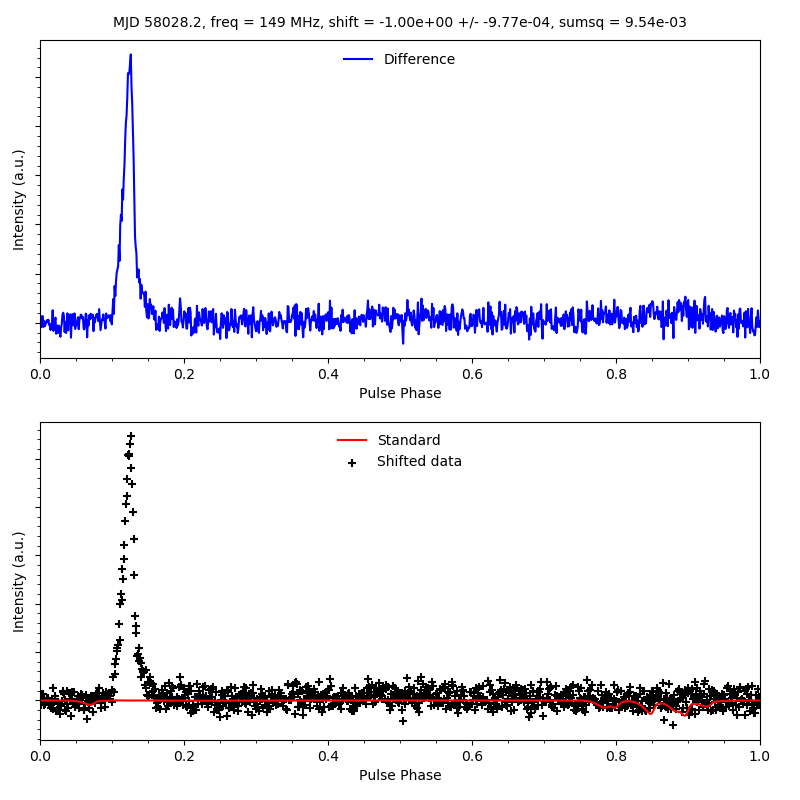 MJD 58028.2, freq = 149 MHz, shift = -1.00e+00 +/- -9.77e-04, sumsq = 9.54e-03
Difference
Intensity (a.u.)
0.0 0.2 0.4 0.6 0.8 1.0
Pulse Phase
Standard
Shifted data
Intensity (a.u.)
0.0 0.2 0.4 0.6 0.8 1.0
Pulse Phase